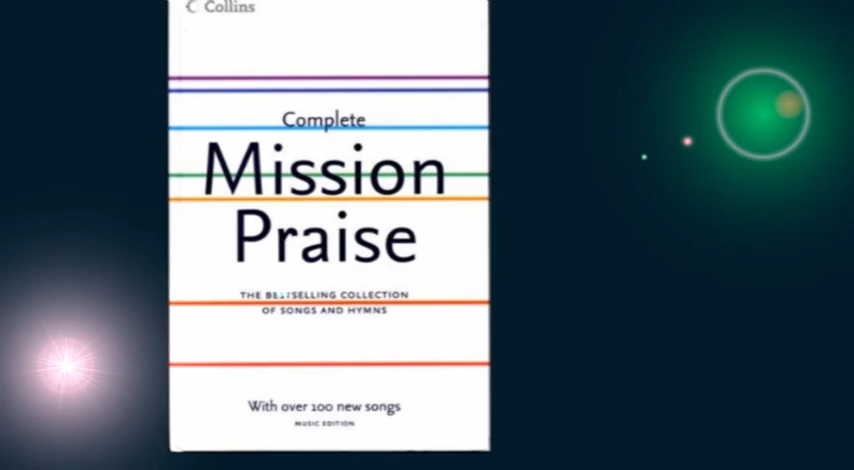 Collins
Complete
Mission
Praise
THE BESTSELLING COLLECTION
OF SONGS AND HYMNS
With over 100 new songs
MUSIC EDITION